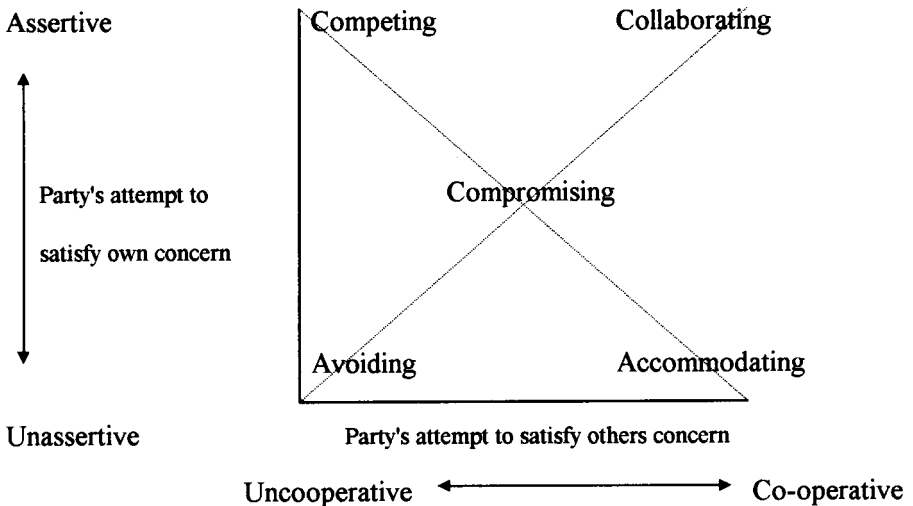 Assertive
Competing
Collaborating
Party's attempt to
satisfy own concern
Compromising
Avoiding
Accommodating
Unassertive
Party's attempt to satisfy others concern
Uncooperative
Co-operative